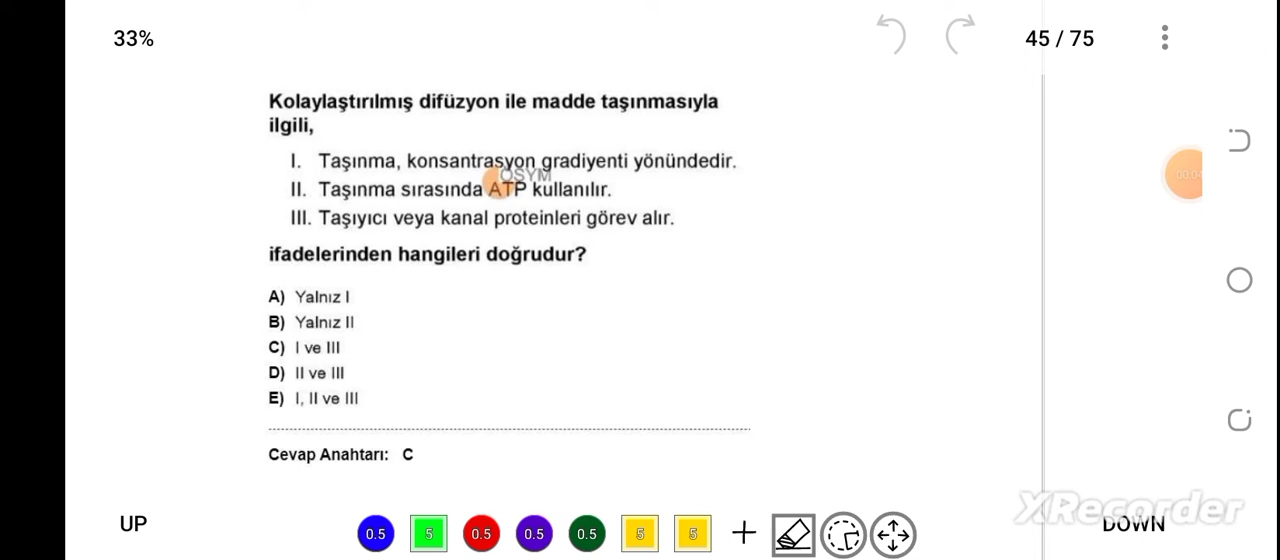 33%
45 / 75
Kolaylaştırılmış difüzyon ile madde taşınmasıyla
ilgili,
I. Taşınma, konsantrasyon gradiyenti yönündedir.
ÖSYM
II. Taşınma sırasında ATP kullanılır.
III. Taşıyıcı veya kanal proteinleri görev alır.
ifadelerinden hangileri doğrudur?
A) Yalnız I
B) Yalnız II
C) I ve III
D) II ve III
E) I, II ve III
Cevap Anahtarı: C
UP
0.5 5 0.5 0.5 0.5 5 5
XRecorder
DOWN